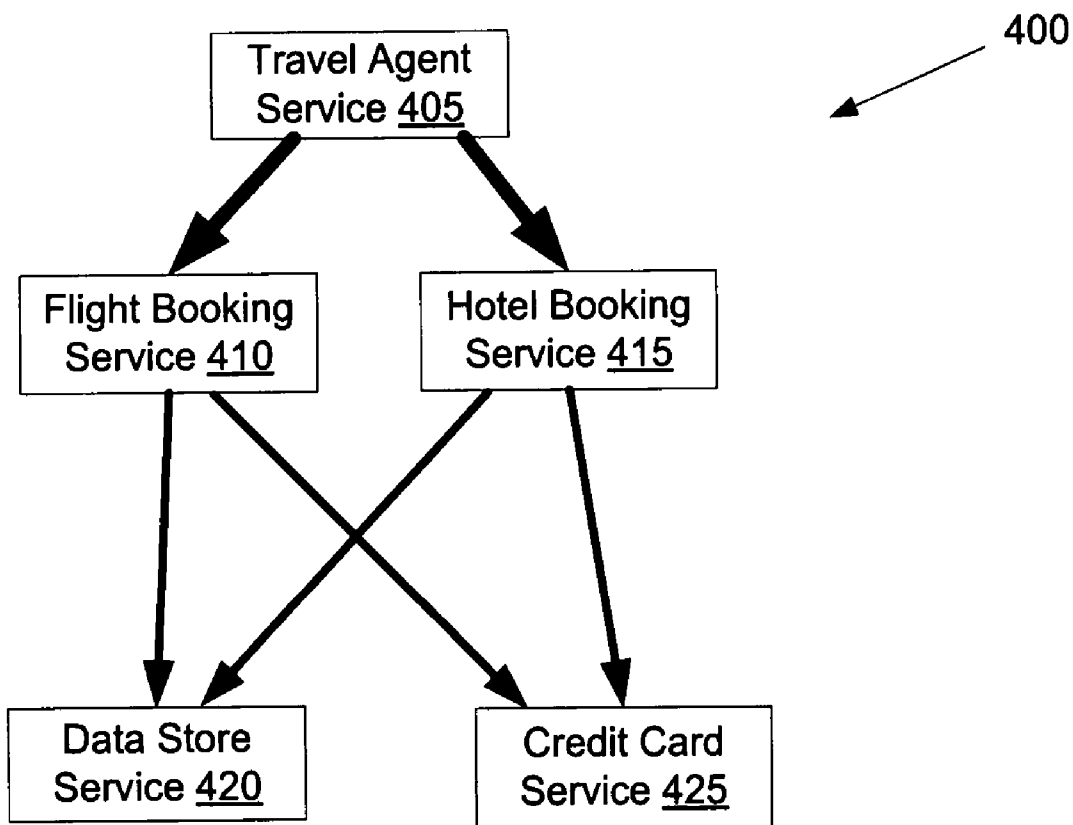 400
Travel Agent
Service 405
Flight Booking
Service 410
Hotel Booking
Service 415
Data Store
Service 420
Credit Card
Service 425